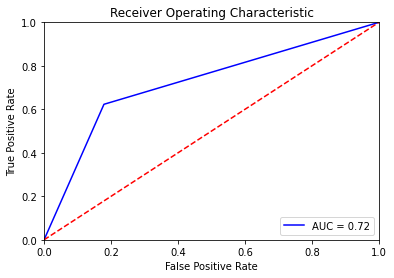 Receiver Operating Characteristic
True Positive Rate
1.0
0.8
0.6
0.4
0.2
0.0
AUC = 0.72
0.0 0.2 0.4 0.6 0.8 1.0
False Positive Rate